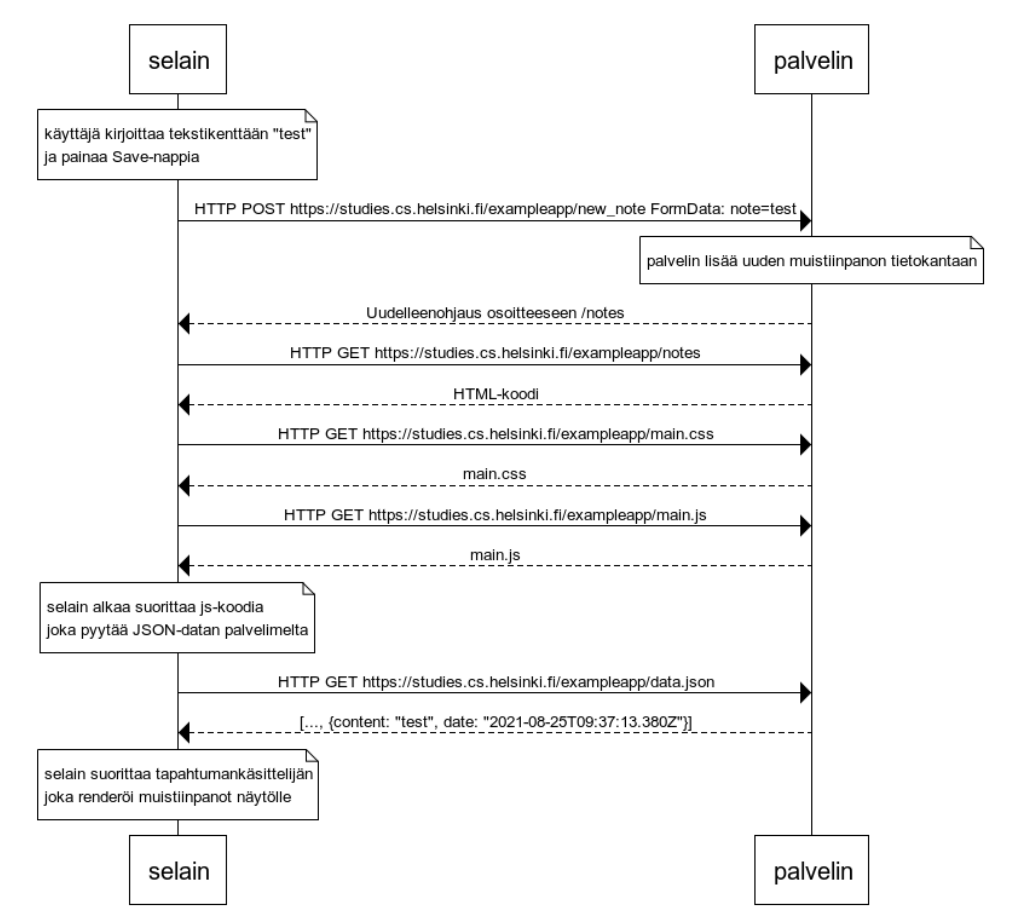 selain
palvelin
käyttäjä kirjoittaa tekstikenttään "test"
ja painaa Save-nappia
HTTP POST https://studies.cs.helsinki.fi/exampleapp/new_note FormData: note=test
palvelin lisää uuden muistiinpanon tietokantaan
Uudelleenohjaus osoitteeseen /notes
HTTP GET https://studies.cs.helsinki.fi/exampleapp/notes
HTML-koodi
HTTP GET https://studies.cs.helsinki.fi/exampleapp/main.css
main.css
HTTP GET https://studies.cs.helsinki.fi/exampleapp/main.js
main.js
selain alkaa suorittaa js-koodia
joka pyytää JSON-datan palvelimelta
HTTP GET https://studies.cs.helsinki.fi/exampleapp/data.json
[..., {content: "test", date: "2021-08-25T09:37:13.380Z"}]
selain suorittaa tapahtumankäsittelijän
joka renderöi muistiinpanot näytölle
selain
palvelin